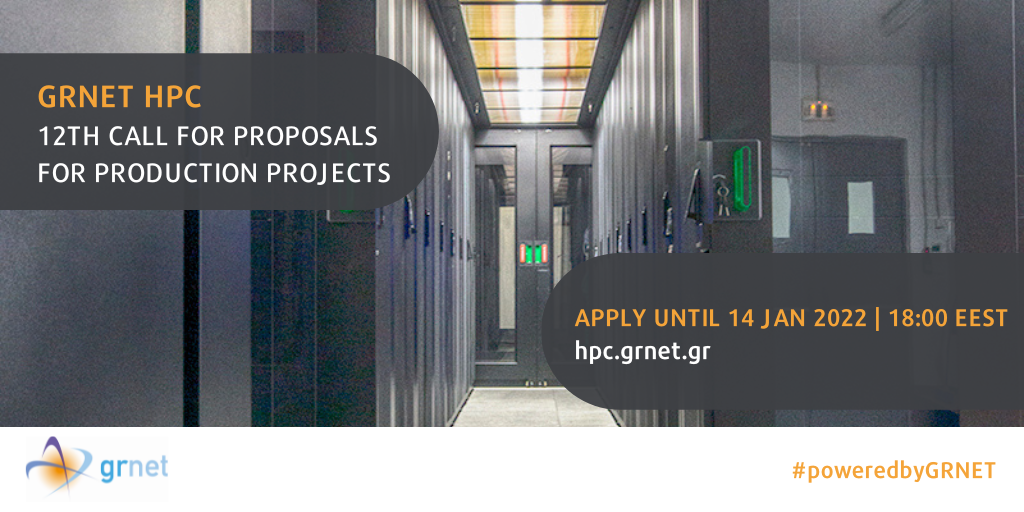 GRNET HPC
12TH CALL FOR PROPOSALS
FOR PRODUCTION PROJECTS
APPLY UNTIL 14 JAN 2022 | 18:00 EEST
hpc.grnet.gr
grnet
#poweredbyGRNET